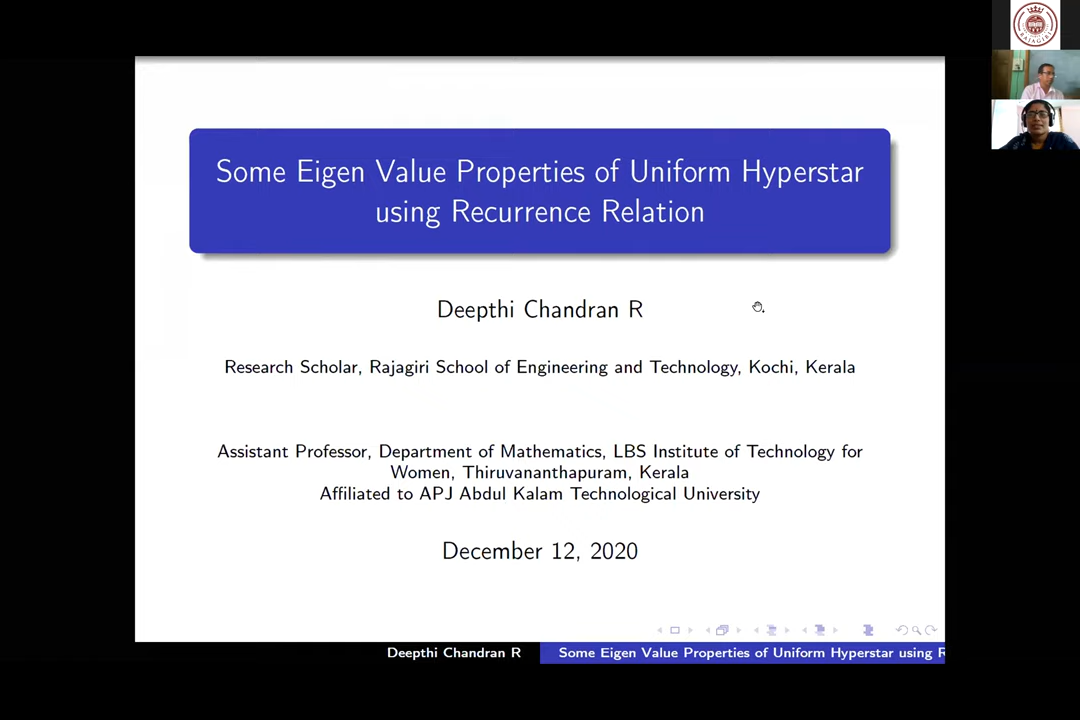 Some Eigen Value Properties of Uniform Hyperstar
using Recurrence Relation
Deepthi Chandran R
Research Scholar, Rajagiri School of Engineering and Technology, Kochi, Kerala
Assistant Professor, Department of Mathematics, LBS Institute of Technology for
Women, Thiruvananthapuram, Kerala
Affiliated to APJ Abdul Kalam Technological University
December 12, 2020
Deepthi Chandran R
Some Eigen Value Properties of Uniform Hyperstar using R
RAJAGIRI